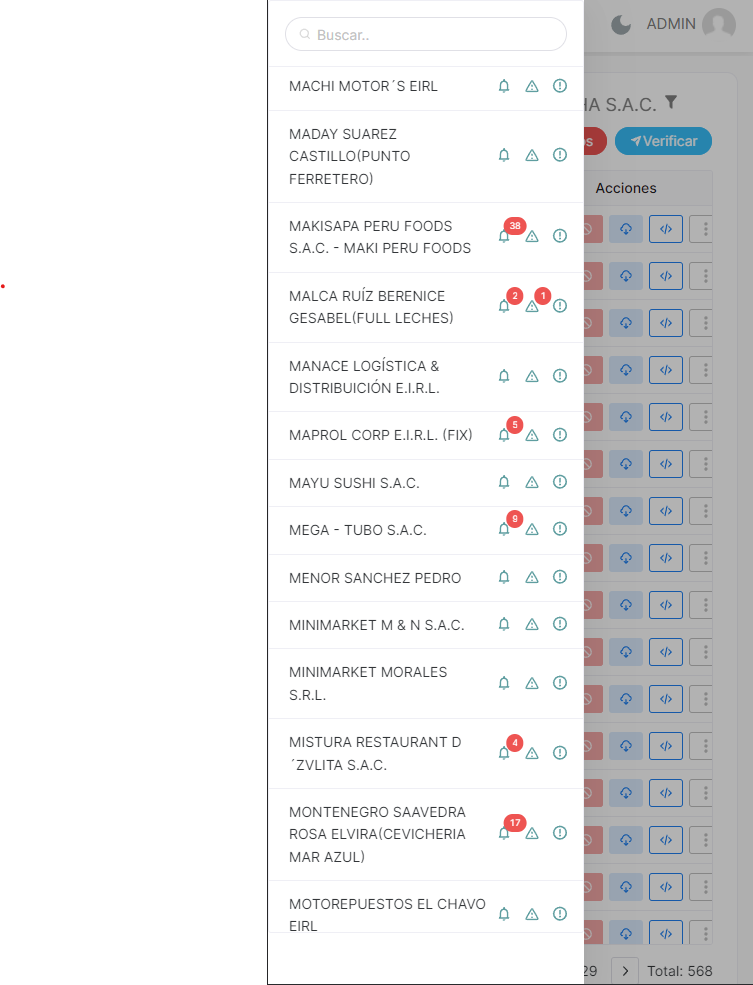 Buscar..
ADMIN
MACHI MOTOR´S EIRL
HA S.A.C.
MADAY SUAREZ
CASTILLO(PUNTO
FERRETERO)
Verificar
Acciones
MAKISAPA PERU FOODS
S.A.C. - MAKI PERU FOODS
38
MALCA RUÍZ BERENICE
GESABEL(FULL LECHES)
2
1
MANACE LOGÍSTICA &
DISTRIBUICIÓN E.I.R.L.
MAPROL CORP E.I.R.L. (FIX)
5
MAYU SUSHI S.A.C.
MEGA - TUBO S.A.C.
9
MENOR SANCHEZ PEDRO
MINIMARKET M & N S.A.C.
MINIMARKET MORALES
S.R.L.
MISTURA RESTAURANT D
´ZVLITA S.A.C.
4
MONTENEGRO SAAVEDRA
ROSA ELVIRA(CEVICHERIA
MAR AZUL)
17
MOTOREPUESTOS EL CHAVO
EIRL
29
Total: 568